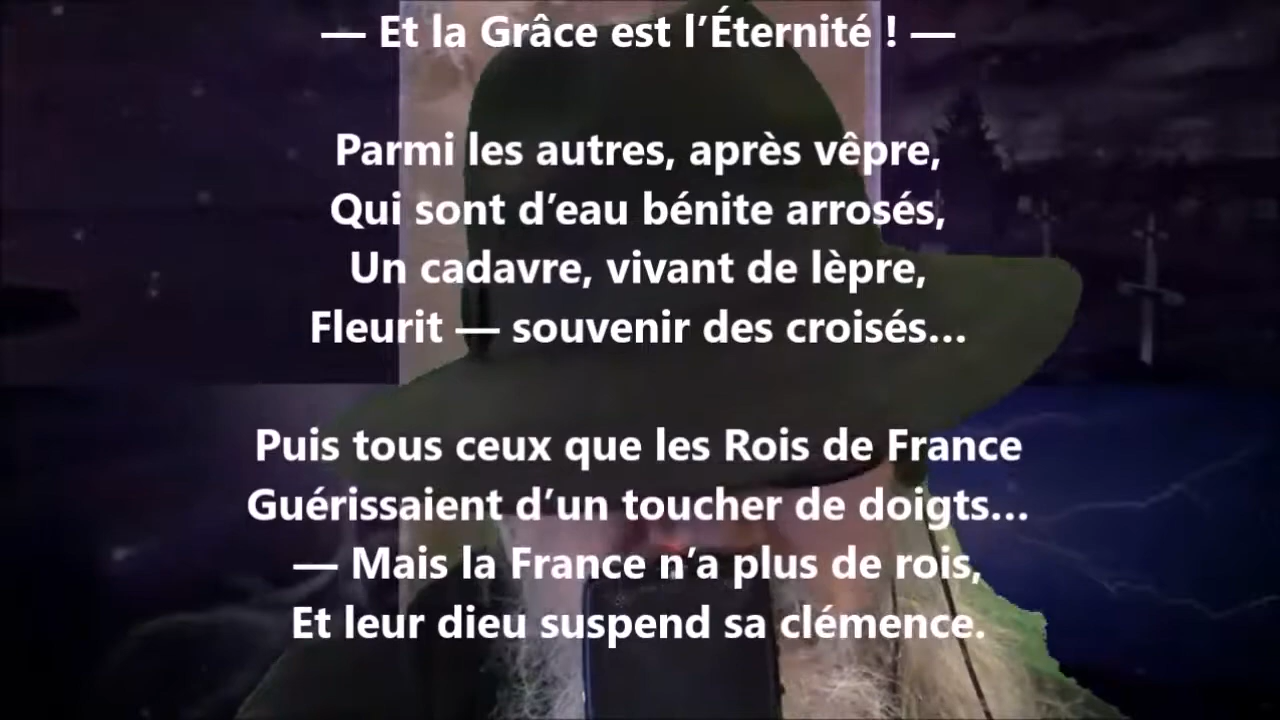 — Et la Grâce est l’Éternité ! —
Parmi les autres, après vêpre,
Qui sont d’eau bénite arrosés,
Un cadavre, vivant de lèpre,
Fleurit — souvenir des croisés…
Puis tous ceux que les Rois de France
Guérissaient d’un toucher de doigts…
— Mais la France n’a plus de rois,
Et leur dieu suspend sa clémence.